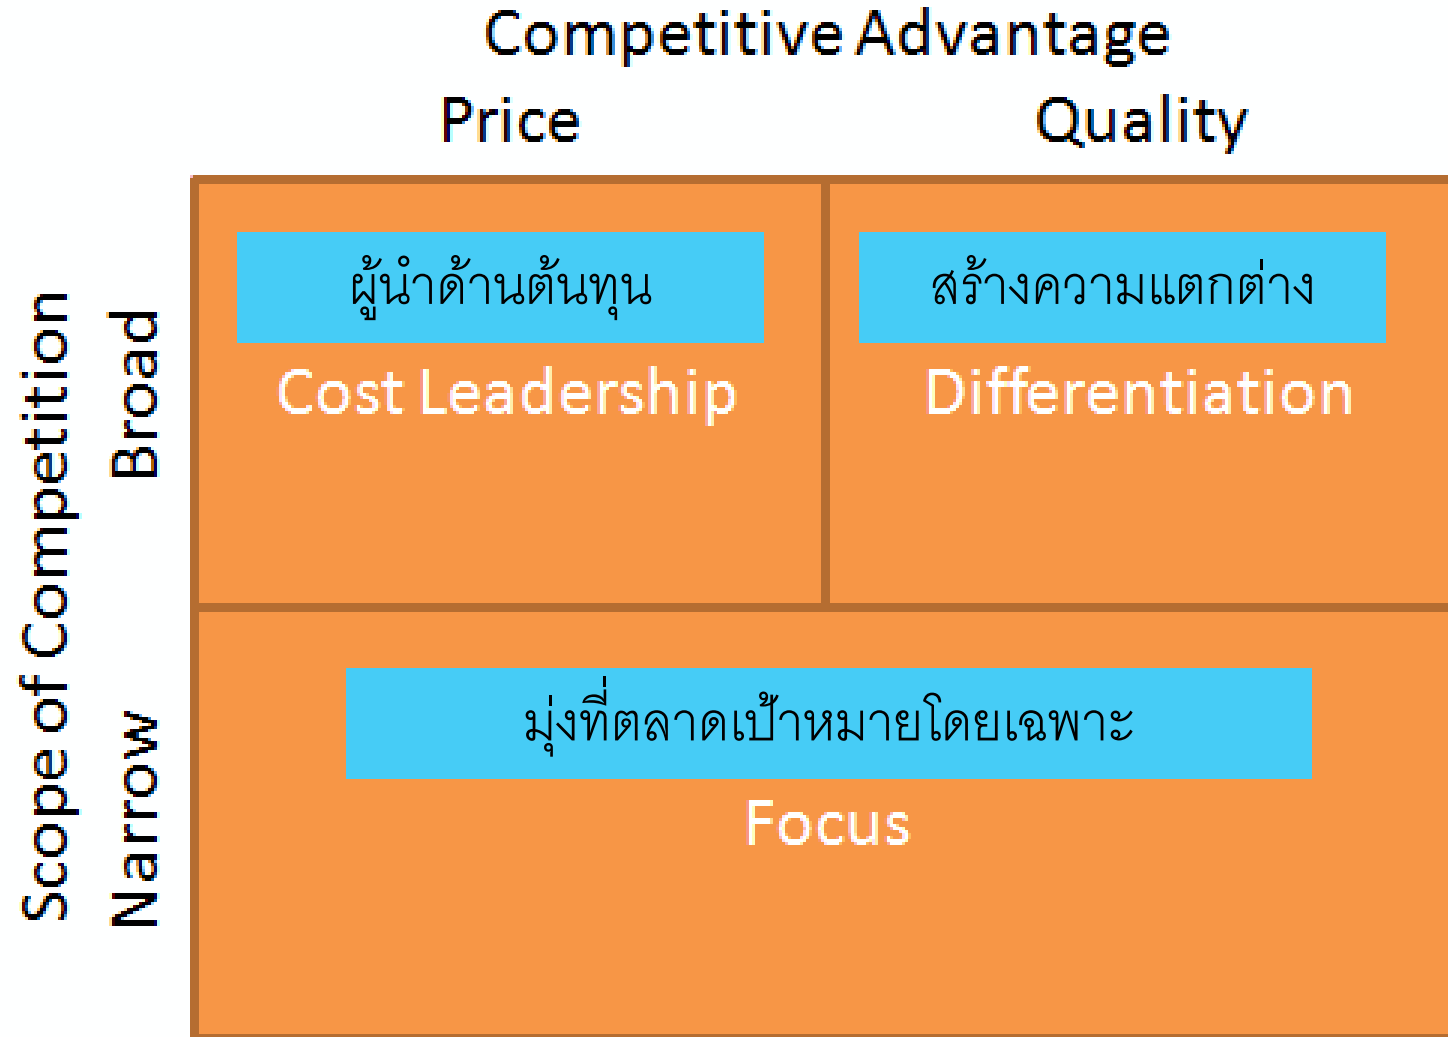 Competitive Advantage
Price
Quality
Scope of Competition
Broad
ผู้นำด้านต้นทุน
Cost Leadership
สร้างความแตกต่าง
Differentiation
Narrow
มุ่งที่ตลาดเป้าหมายโดยเฉพาะ
Focus